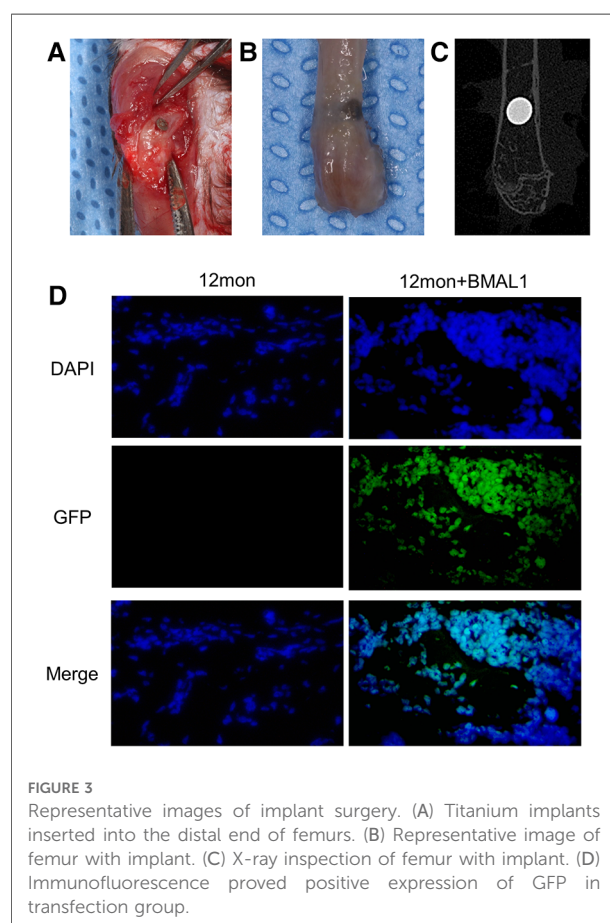 A
B
C
D
12mon
12mon+BMAL1
DAPI
GFP
Merge
FIGURE 3
Representative images of implant surgery. (A) Titanium implants
inserted into the distal end of femurs. (B) Representative image of
femur with implant. (C) X-ray inspection of femur with implant. (D)
Immunofluorescence proved positive expression of GFP in
transfection group.